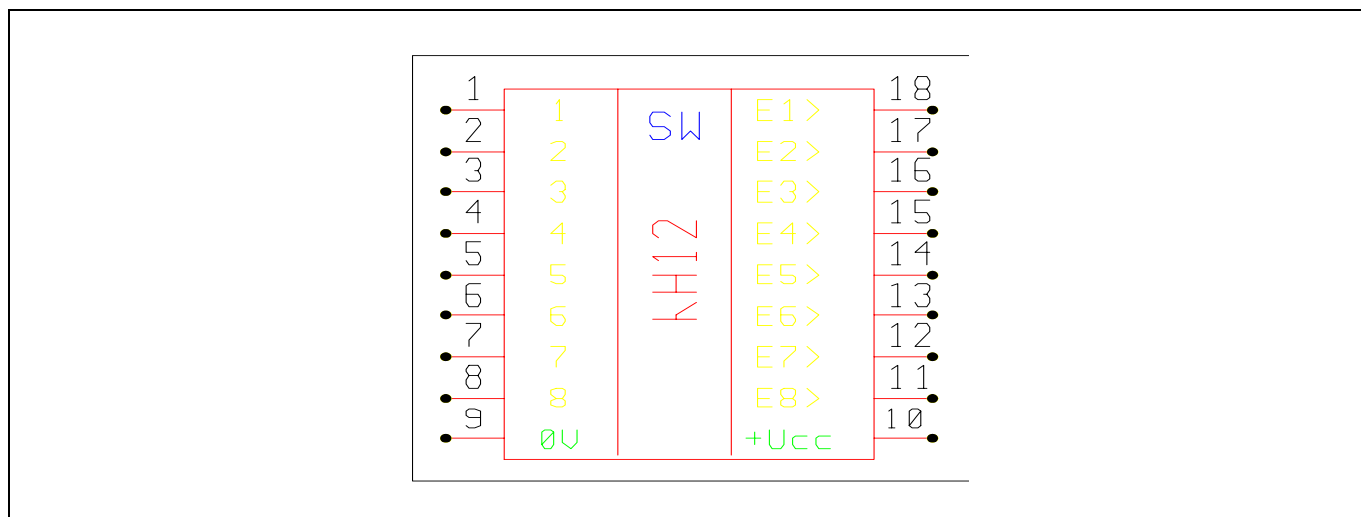 1 1 E1> 18
SW
2 2 E2> 17
3 3 E3> 16
4 4 E4> 15
KH12
5 5 E5> 14
6 6 E6> 13
7 7 E7> 12
8 8 E8> 11
9 0V +Ucc 10